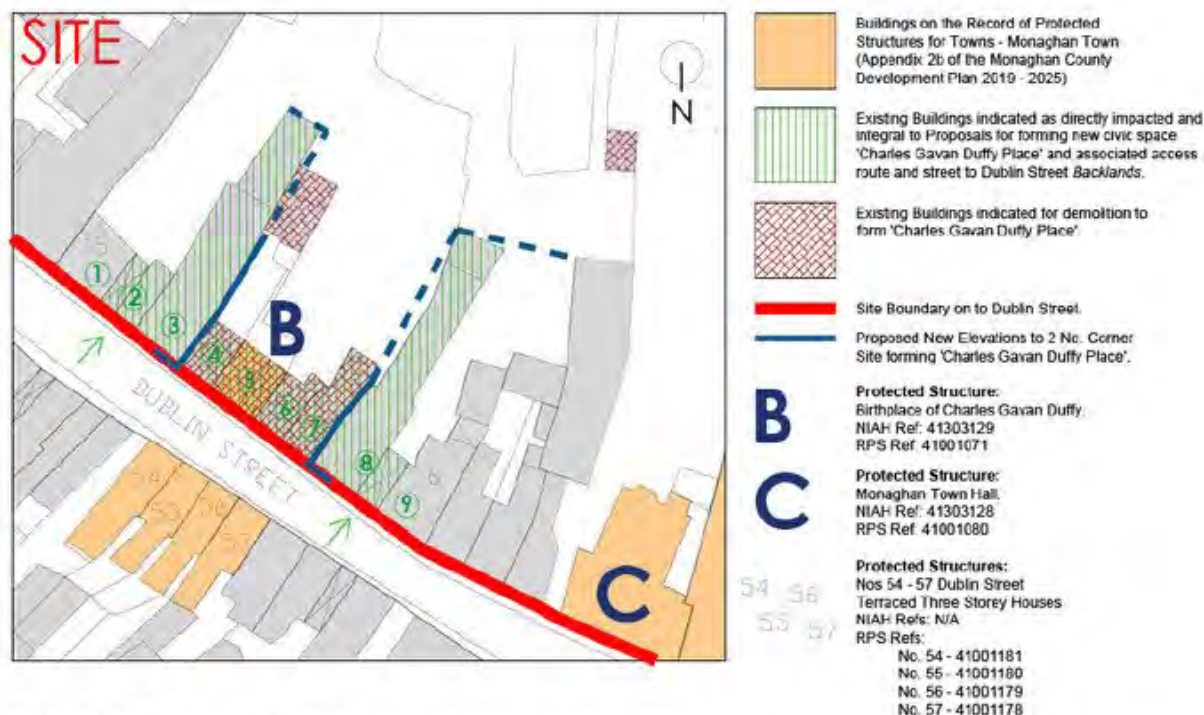 SITE
N
1
2
3
4
5
6
7
8
9
B
DUBLIN STREET
54
56
55
57
C
Buildings on the Record of Protected
Structures for Towns - Monaghan Town
(Appendix 2b of the Monaghan County
Development Plan 2019 - 2025)
Existing Buildings indicated as directly impacted and
integral to Proposals for forming new civic space
'Charles Gavan Duffy Place' and associated access
route and street to Dublin Street Backlands.
Existing Buildings indicated for demolition to
form 'Charles Gavan Duffy Place'.
Site Boundary on to Dublin Street.
Proposed New Elevations to 2 No. Corner
Site forming 'Charles Gavan Duffy Place'.
B
Protected Structure:
Birthplace of Charles Gavan Duffy.
NIAH Ref: 41303129
RPS Ref: 41001071
C
Protected Structure:
Monaghan Town Hall.
NIAH Ref: 41303128
RPS Ref: 41001080
54 56
55 57
Protected Structures:
Nos 54 - 57 Dublin Street
Terraced Three Storey Houses
NIAH Refs: N/A
RPS Refs:
No. 54 - 41001181
No. 55 - 41001180
No. 56 - 41001179
No. 57 - 41001178